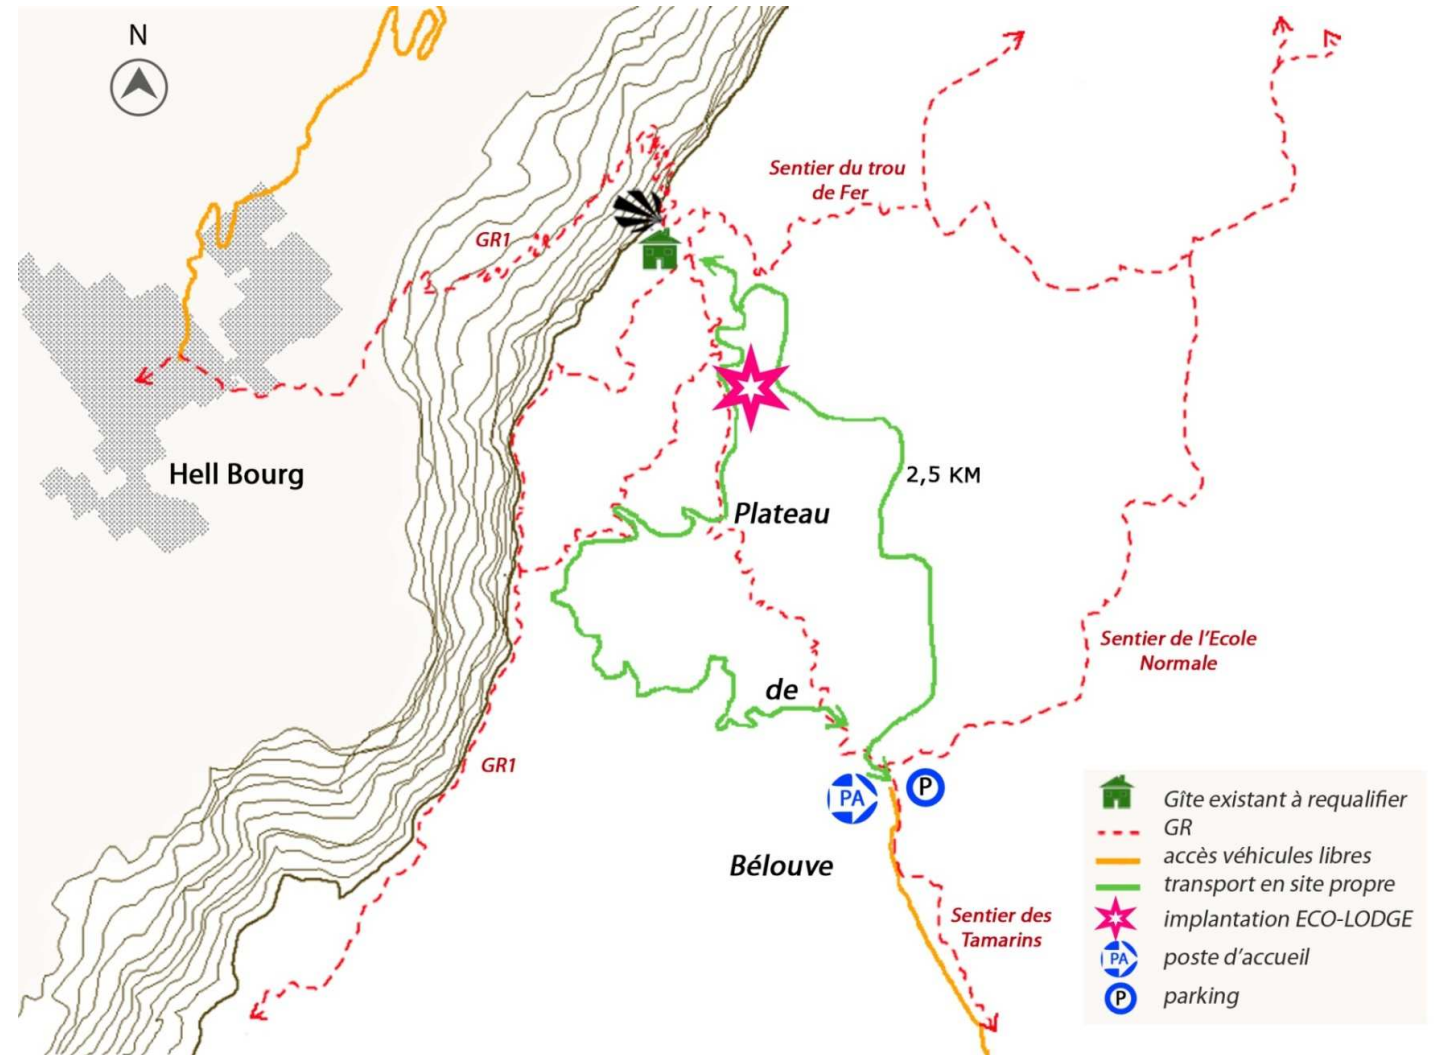 N
Sentier du trou
de Fer
GR1
Hell Bourg
2,5 KM
Plateau
Sentier de l'Ecole
Normale
de
GR1
PA
P
Bélouve
Sentier des
Tamarins
Gîte existant à requalifier
GR
accès véhicules libres
transport en site propre
implantation ECO-LODGE
PA
poste d'accueil
P
parking